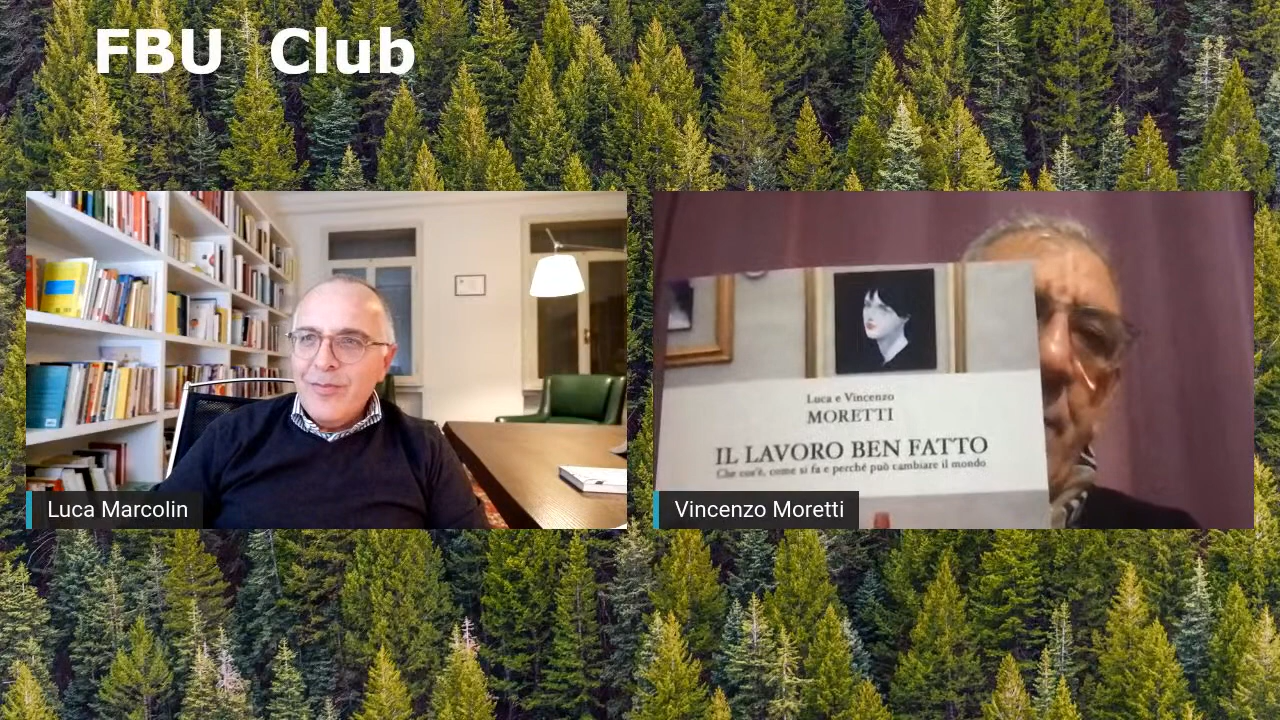 FBU Club
Luca e Vincenzo
MORETTI
IL LAVORO BEN FATTO
Che cos'è, come si fa e perché può cambiare il mondo
Luca Marcolin
Vincenzo Moretti